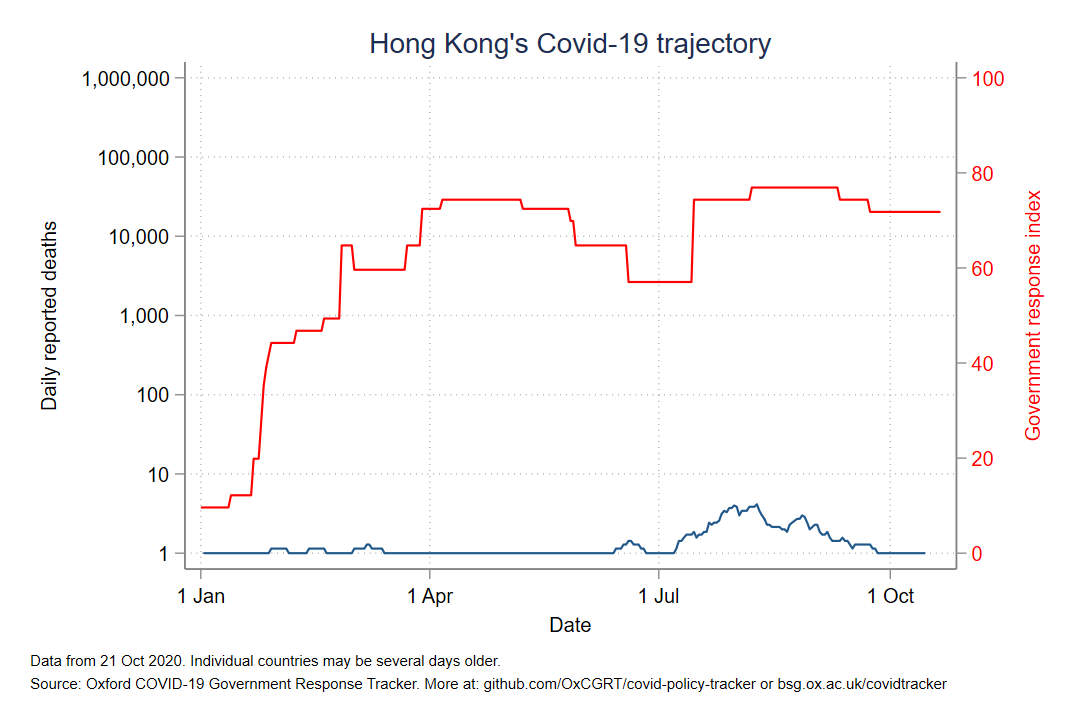 Hong Kong's Covid-19 trajectory
1,000,000
100,000
10,000
1,000
100
10
1
Daily reported deaths
100
80
60
40
20
0
Government response index
1 Jan
1 Apr
1 Jul
1 Oct
Date
Data from 21 Oct 2020. Individual countries may be several days older.
Source: Oxford COVID-19 Government Response Tracker. More at: github.com/OxCGRT/covid-policy-tracker or bsg.ox.ac.uk/covidtracker